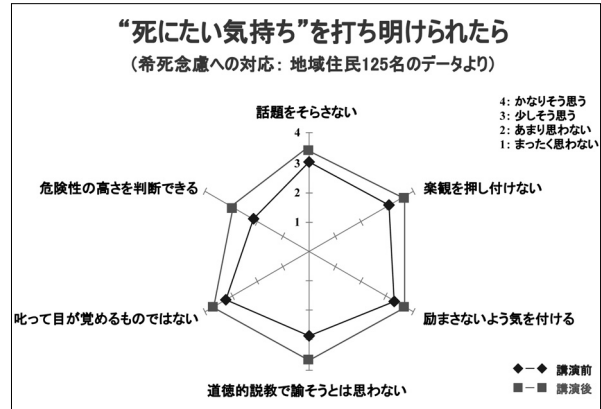 “死にたい気持ち”を打ち明けられたら
(希死念慮への対応: 地域住民125名のデータより)
4: かなりそう思う
3: 少しそう思う
2: あまり思わない
1: まったく思わない
話題をそらさない
4
3
2
1
危険性の高さを判断できる
楽観を押し付けない
叱って目が覚めるものではない
励まさないよう気を付ける
道徳的説教で諭そうとは思わない
講演前
講演後